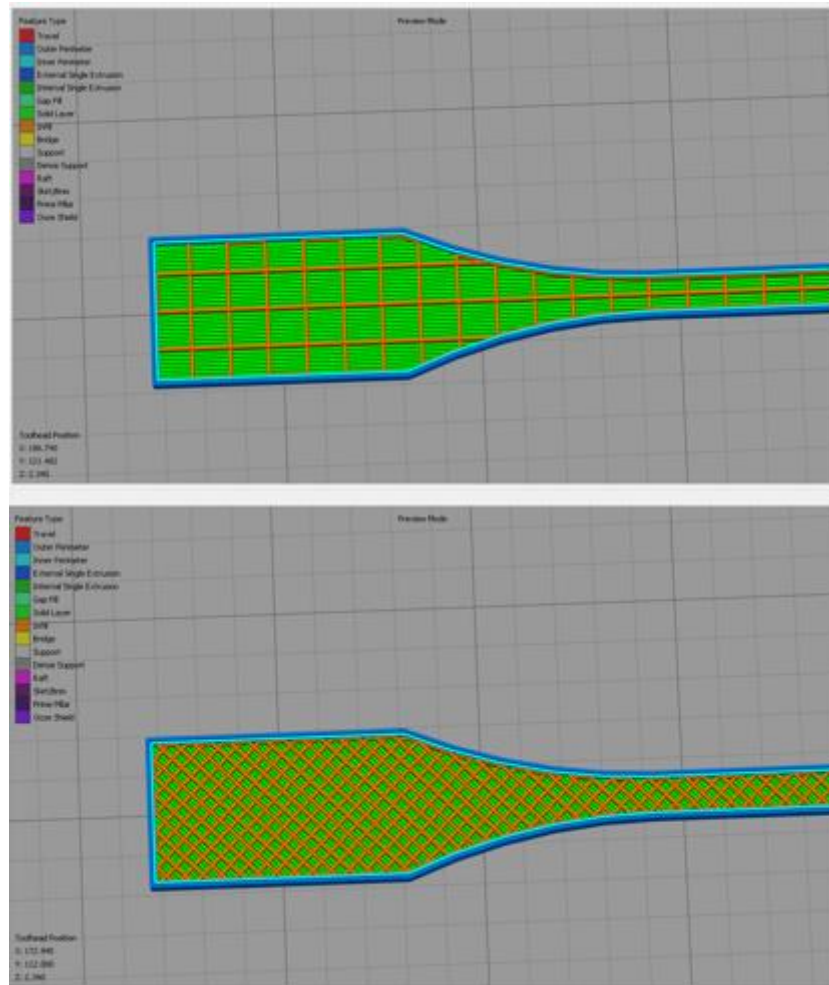 Feature Type
Preview Mode
Travel
Outer Perimeter
Inner Perimeter
External Single Extrusion
Internal Single Extrusion
Gap Fill
Solid Layer
Infill
Bridge
Support
Dense Support
Raft
Skirt/Brim
Prime Pillar
Ooze Shield
Toolhead Position
Feature Type
Preview Mode
Travel
Outer Perimeter
Inner Perimeter
External Single Extrusion
Internal Single Extrusion
Gap Fill
Solid Layer
Infill
Bridge
Support
Dense Support
Raft
Skirt/Brim
Prime Pillar
Ooze Shield
Toolhead Position